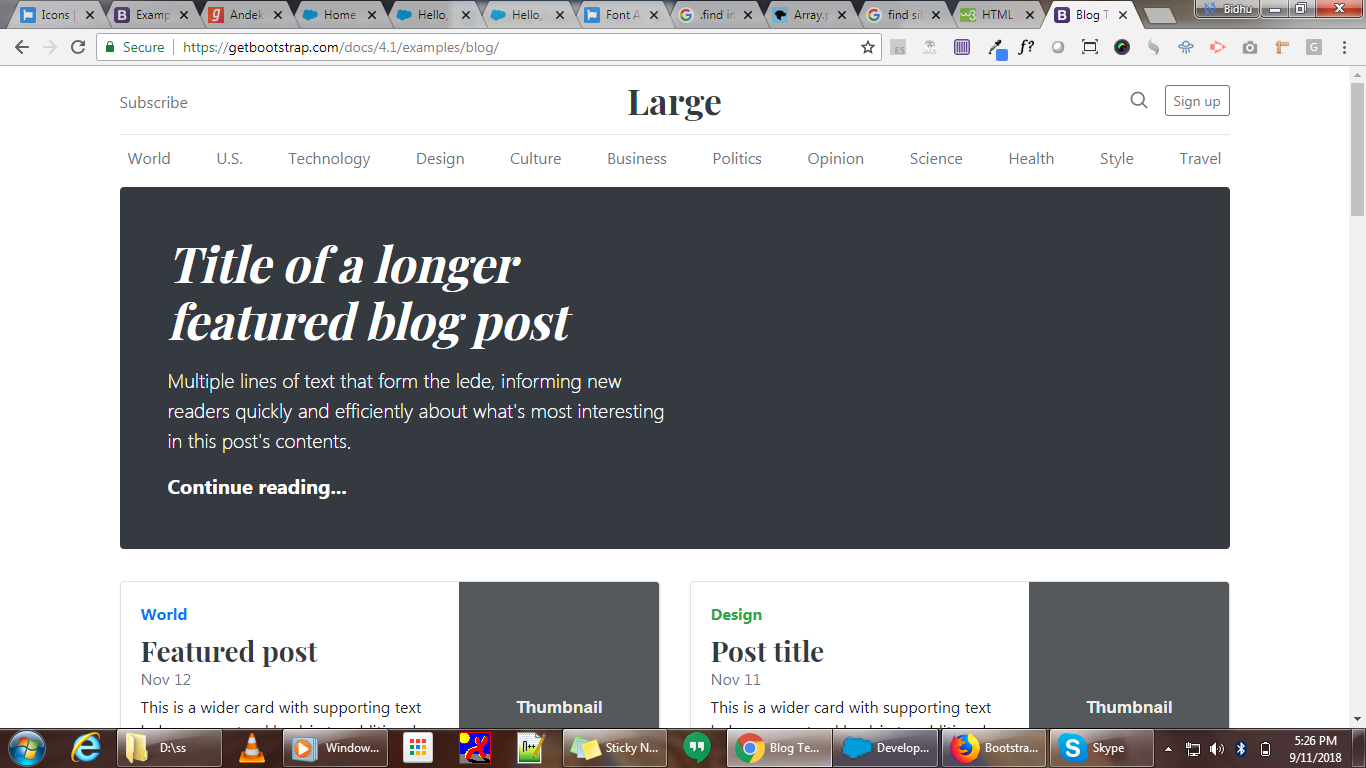 Icons |
Examp
Andek
Home
Hello,
Hello,
Font A
.find in
Array.p
find sil
HTML
Blog T
Bidhu
Secure
https://getbootstrap.com/docs/4.1/examples/blog/
ES
f?
G
Subscribe
Large
Sign up
World
U.S.
Technology
Design
Culture
Business
Politics
Opinion
Science
Health
Style
Travel
Title of a longer
featured blog post
Multiple lines of text that form the lede, informing new
readers quickly and efficiently about what's most interesting
in this post's contents.
Continue reading...
World
Featured post
Nov 12
This is a wider card with supporting text
Thumbnail
Design
Post title
Nov 11
This is a wider card with supporting text
Thumbnail
D:\ss
Window...
Sticky N...
Blog Te...
Develop...
Bootstra...
Skype
5:26 PM
9/11/2018